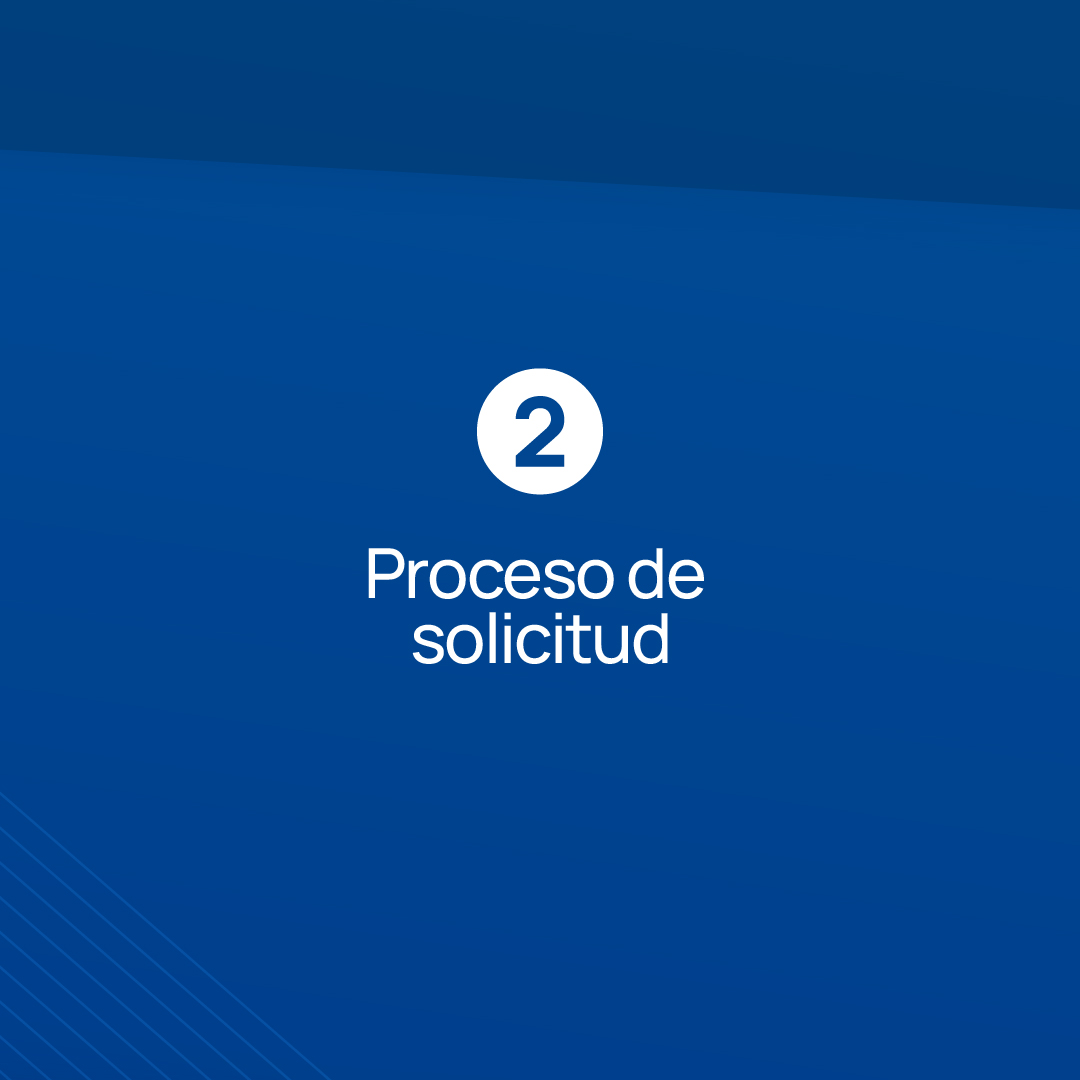 2
Proceso de
solicitud